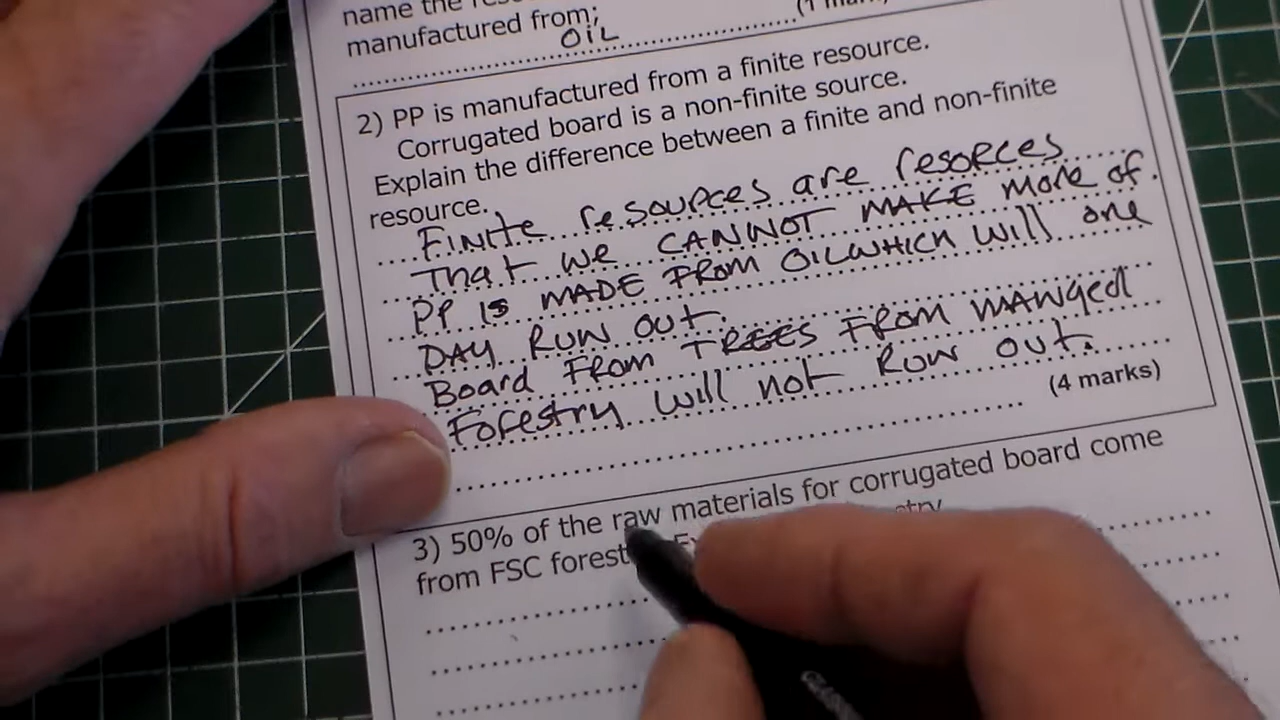 name the
manufactured from;
OIL
2) PP is manufactured from a finite resource.
Corrugated board is a non-finite source.
Explain the difference between a finite and non-finite
resource.
Finite resources are resorces
That we CANNOT MAKE more of.
PP is MADE FROM OIL WHICH will one
DAY RUN out.
Board From TREES From MANged
Forestry will not Run out.
(4 marks)
3) 50% of the raw materials for corrugated board come
from FSC